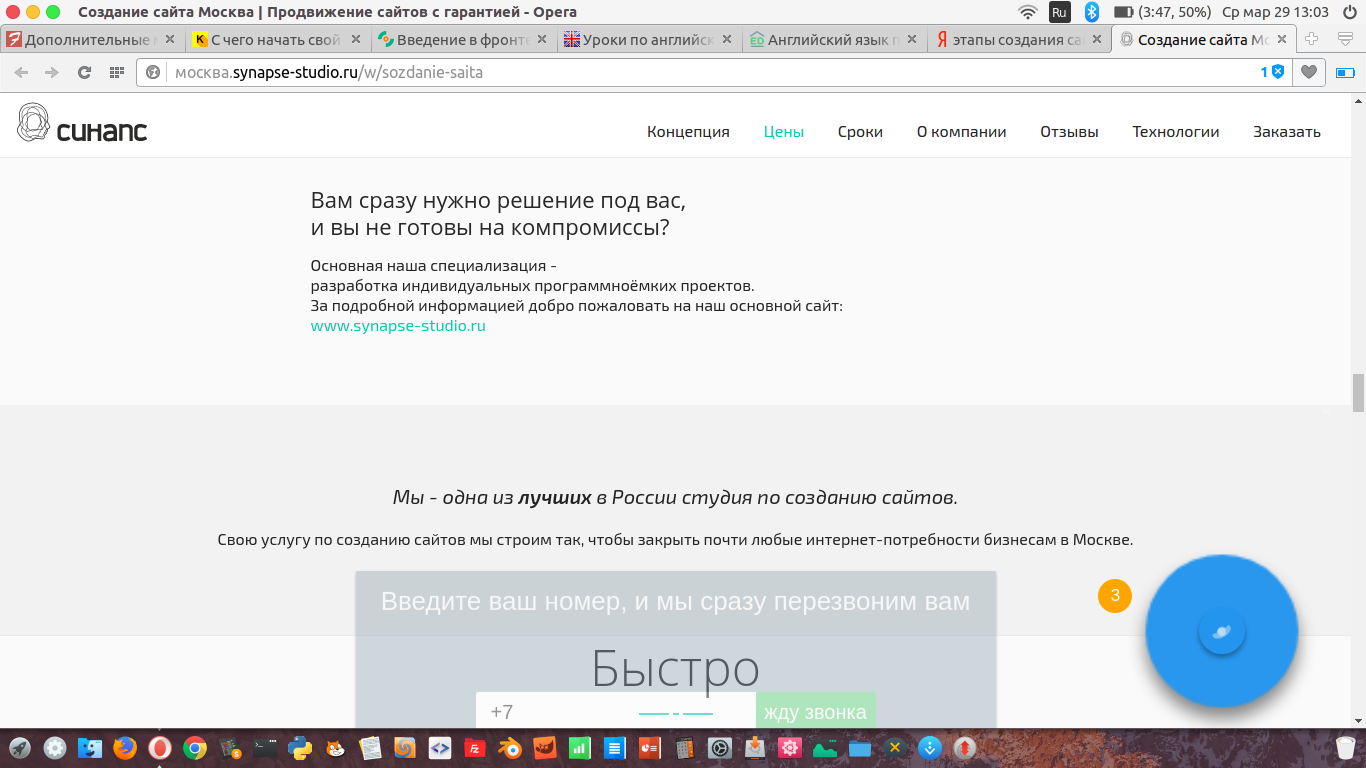 Создание сайта Москва | Продвижение сайтов с гарантией - Opera
Ru
(3:47, 50%)
Ср мар 29 13:03
Дополнительные
С чего начать свой
Введение в фронте
Уроки по английск
Английский язык п
этапы создания са
Создание сайта Мо
москва.synapse-studio.ru/w/sozdanie-saita
1
синапс
Концепция
Цены
Сроки
О компании
Отзывы
Технологии
Заказать
Вам сразу нужно решение под вас,
и вы не готовы на компромиссы?
Основная наша специализация -
разработка индивидуальных программноёмких проектов.
За подробной информацией добро пожаловать на наш основной сайт:
www.synapse-studio.ru
Мы - одна из лучших в России студия по созданию сайтов.
Свою услугу по созданию сайтов мы строим так, чтобы закрыть почти любые интернет-потребности бизнесам в Москве.
Введите ваш номер, и мы сразу перезвоним вам
3
Быстро
+7
жду звонка